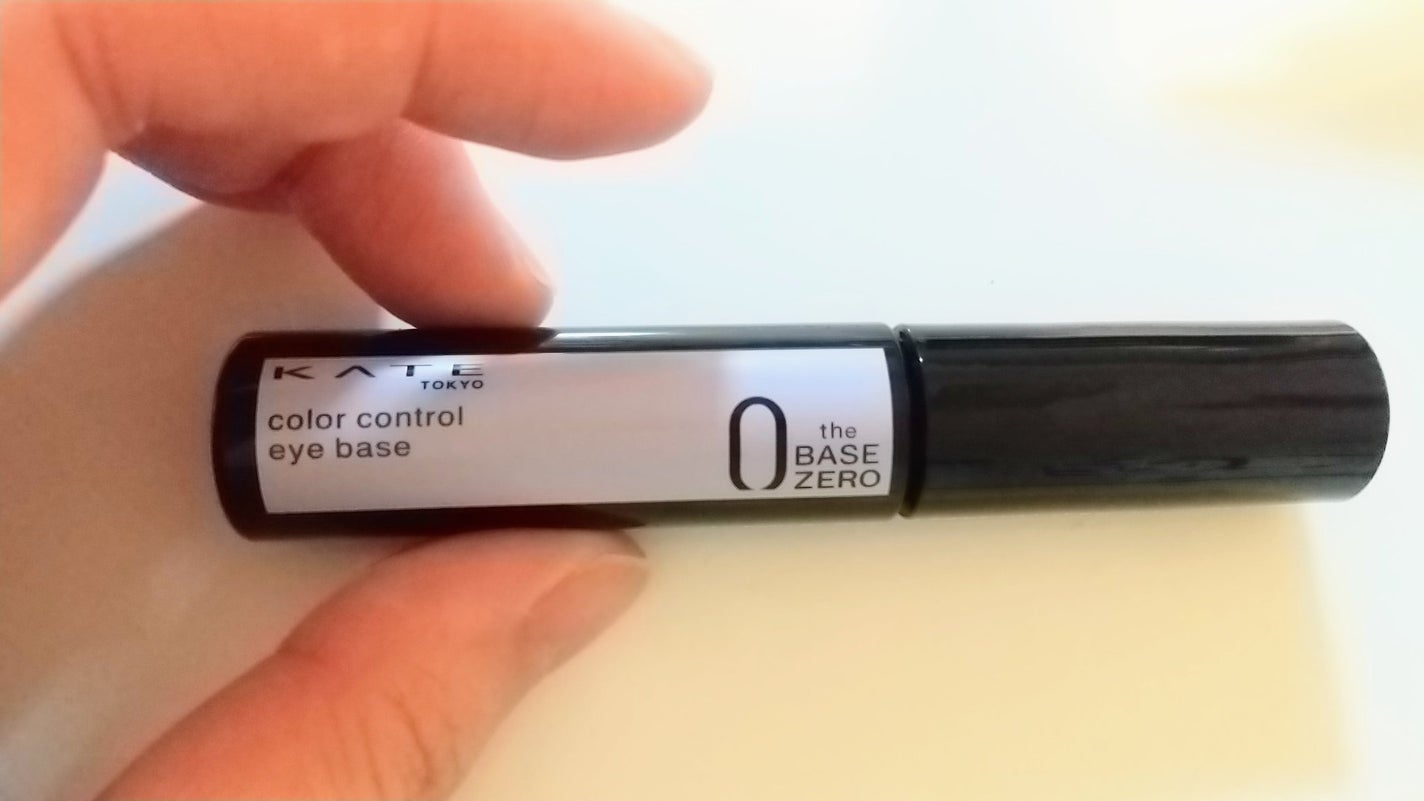 KATE
TOKYO
color control
eye base
0
the
BASE
ZERO